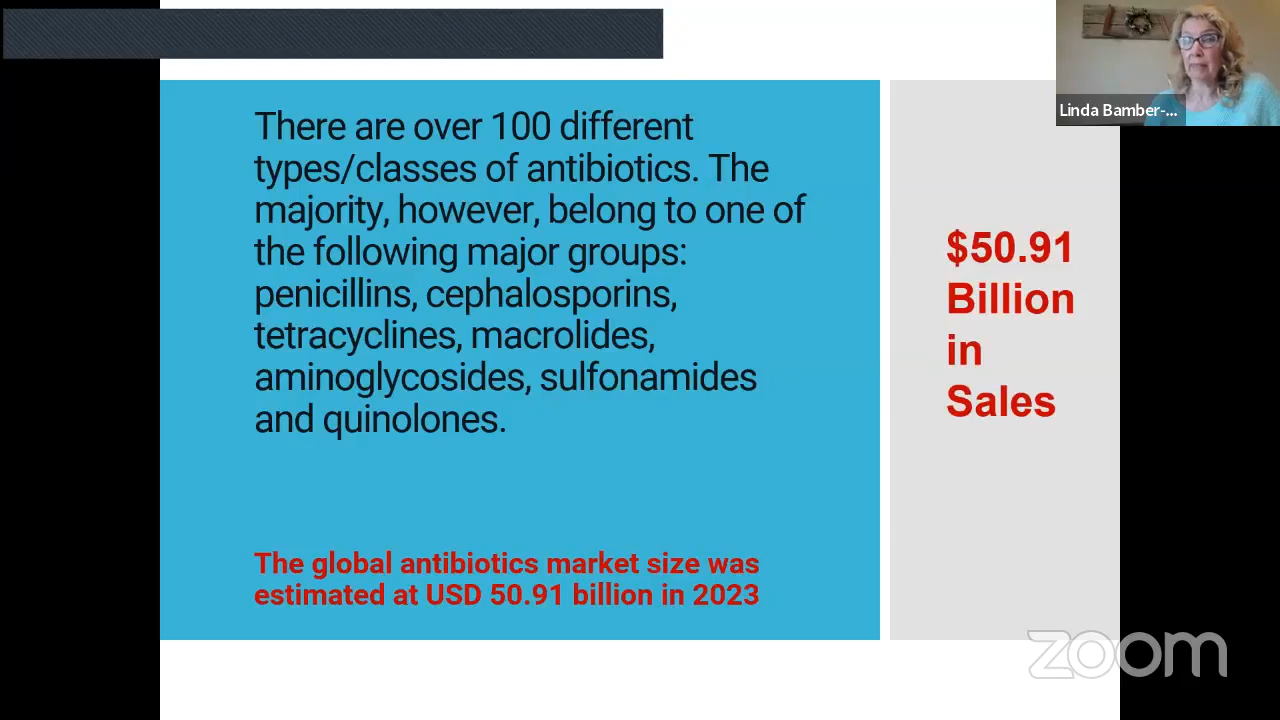 Linda Bamber-...
There are over 100 different
types/classes of antibiotics. The
majority, however, belong to one of
the following major groups:
penicillins, cephalosporins,
tetracyclines, macrolides,
aminoglycosides, sulfonamides
and quinolones.
The global antibiotics market size was
estimated at USD 50.91 billion in 2023
$50.91
Billion
in
Sales
zoom